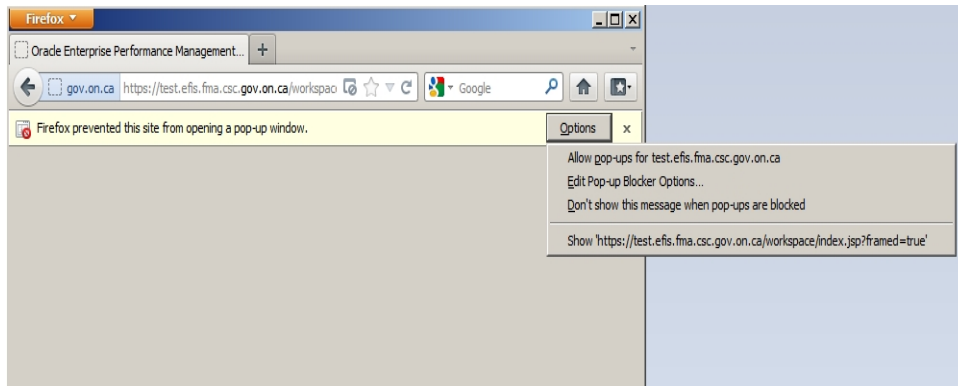 Firefox
Oracle Enterprise Performance Management...
gov.on.ca https://test.efis.fma.csc.gov.on.ca/workspac Google
Firefox prevented this site from opening a pop-up window. Options x
Allow pop-ups for test.efis.fma.csc.gov.on.ca
Edit Pop-up Blocker Options...
Don't show this message when pop-ups are blocked
Show 'https://test.efis.fma.csc.gov.on.ca/workspace/index.jsp?framed=true'